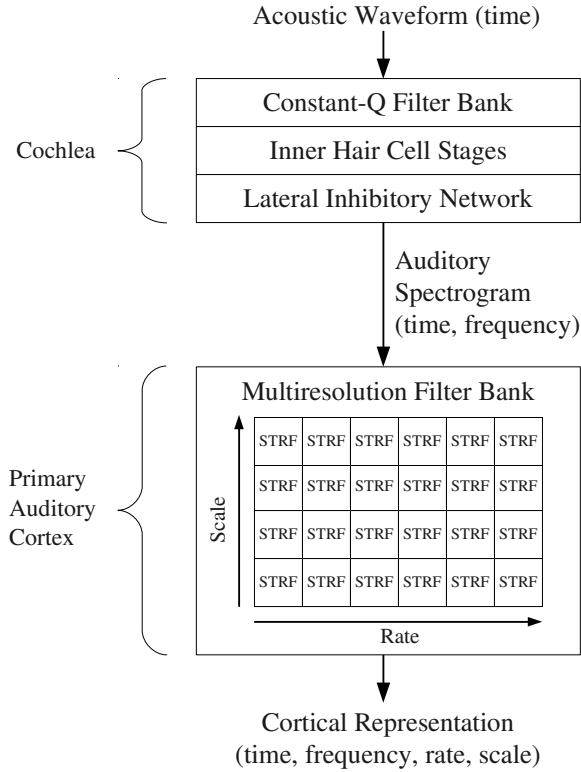 Acoustic Waveform (time)
Constant-Q Filter Bank
Cochlea
Inner Hair Cell Stages
Lateral Inhibitory Network
Auditory
Spectrogram
(time, frequency)
Multiresolution Filter Bank
Primary
Auditory
Cortex
Scale
STRF STRF STRF STRF STRF STRF
STRF STRF STRF STRF STRF STRF
STRF STRF STRF STRF STRF STRF
STRF STRF STRF STRF STRF STRF
Rate
Cortical Representation
(time, frequency, rate, scale)